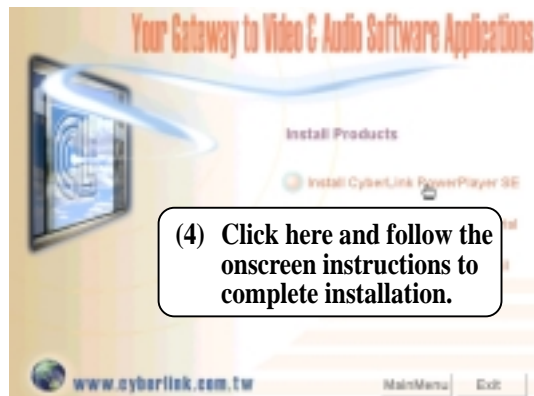 Your Gateway to Video & Audio Software Applications
Install Products
Install CyberLink PowerPlayer SE
(4) Click here and follow the
onscreen instructions to
complete installation.
www.cyberlink.com.tw
MainMenu
Exit